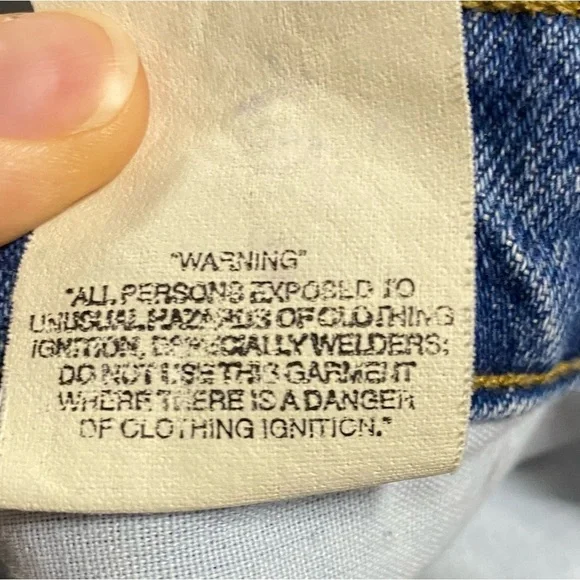 "WARNING"
"ALL PERSONS EXPOSED TO
UNUSUAL HAZARDS OF CLOTHING
IGNITION, ESPECIALLY WELDERS;
DO NOT USE THIS GARMENT
WHERE THERE IS A DANGER
OF CLOTHING IGNITION."